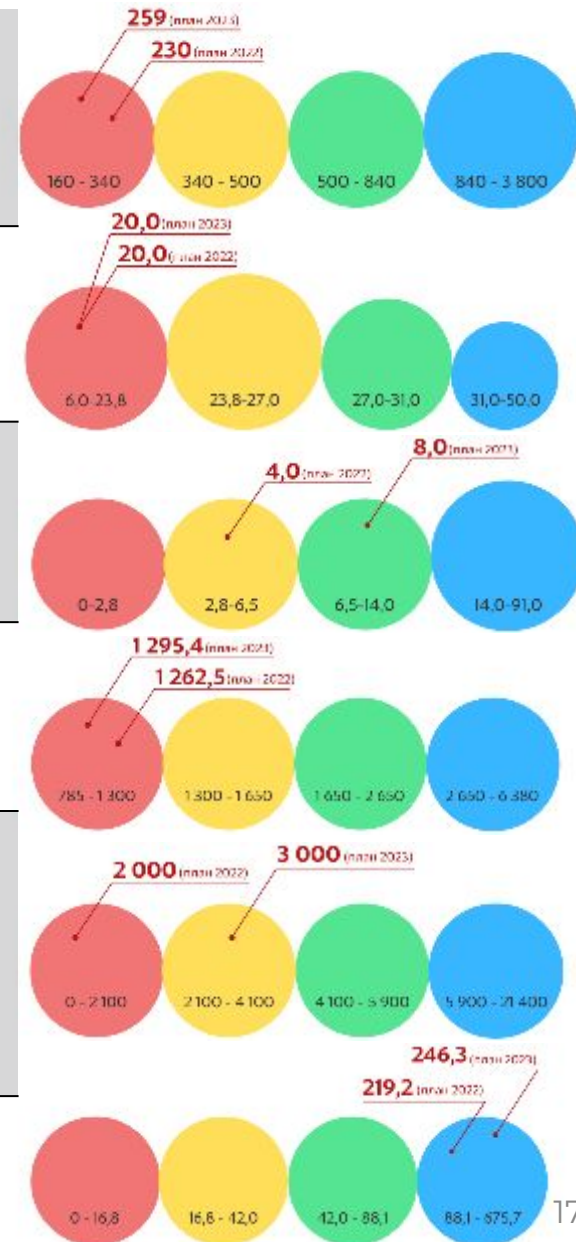 259 (план 2023)
230 (план 2022)
160 - 340 340 - 500 500 - 840 840 - 3 800
20,0 (план 2023)
20,0 (план 2022)
6,0-23,8 23,8-27,0 27,0-31,0 31,0-50,0
8,0 (план 2023)
4,0 (план 2022)
0-2,8 2,8-6,5 6,5-14,0 14,0-91,0
1 295,4 (план 2023)
1 262,5 (план 2022)
785 - 1 300 1 300 - 1 650 1 650 - 2 650 2 650 - 6 380
3 000 (план 2023)
2 000 (план 2022)
0 - 2 100 2 100 - 4 100 4 100 - 5 900 5 900 - 21 400
246,3 (план 2023)
219,2 (план 2022)
0 - 16,8 16,8 - 42,0 42,0 - 88,1 88,1 - 675,7
17